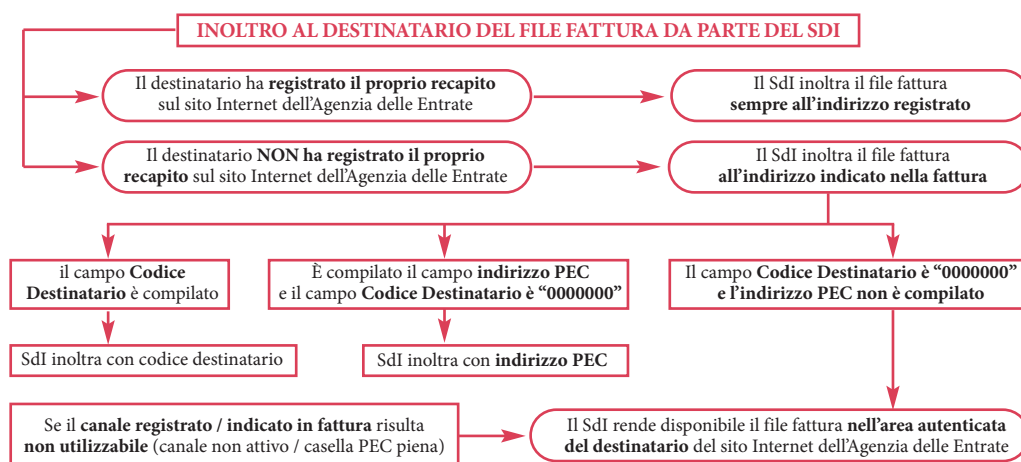 INOLTRO AL DESTINATARIO DEL FILE FATTURA DA PARTE DEL SDI
Il destinatario ha registrato il proprio recapito
sul sito Internet dell’Agenzia delle Entrate
Il SdI inoltra il file fattura
sempre all’indirizzo registrato
Il destinatario NON ha registrato il proprio
recapito sul sito Internet dell’Agenzia delle Entrate
Il SdI inoltra il file fattura
all’indirizzo indicato nella fattura
il campo Codice
Destinatario è compilato
È compilato il campo indirizzo PEC
e il campo Codice Destinatario è “0000000”
Il campo Codice Destinatario è “0000000”
e l’indirizzo PEC non è compilato
SdI inoltra con codice destinatario
SdI inoltra con indirizzo PEC
Se il canale registrato / indicato in fattura risulta
non utilizzabile (canale non attivo / casella PEC piena)
Il SdI rende disponibile il file fattura nell’area autenticata
del destinatario del sito Internet dell’Agenzia delle Entrate